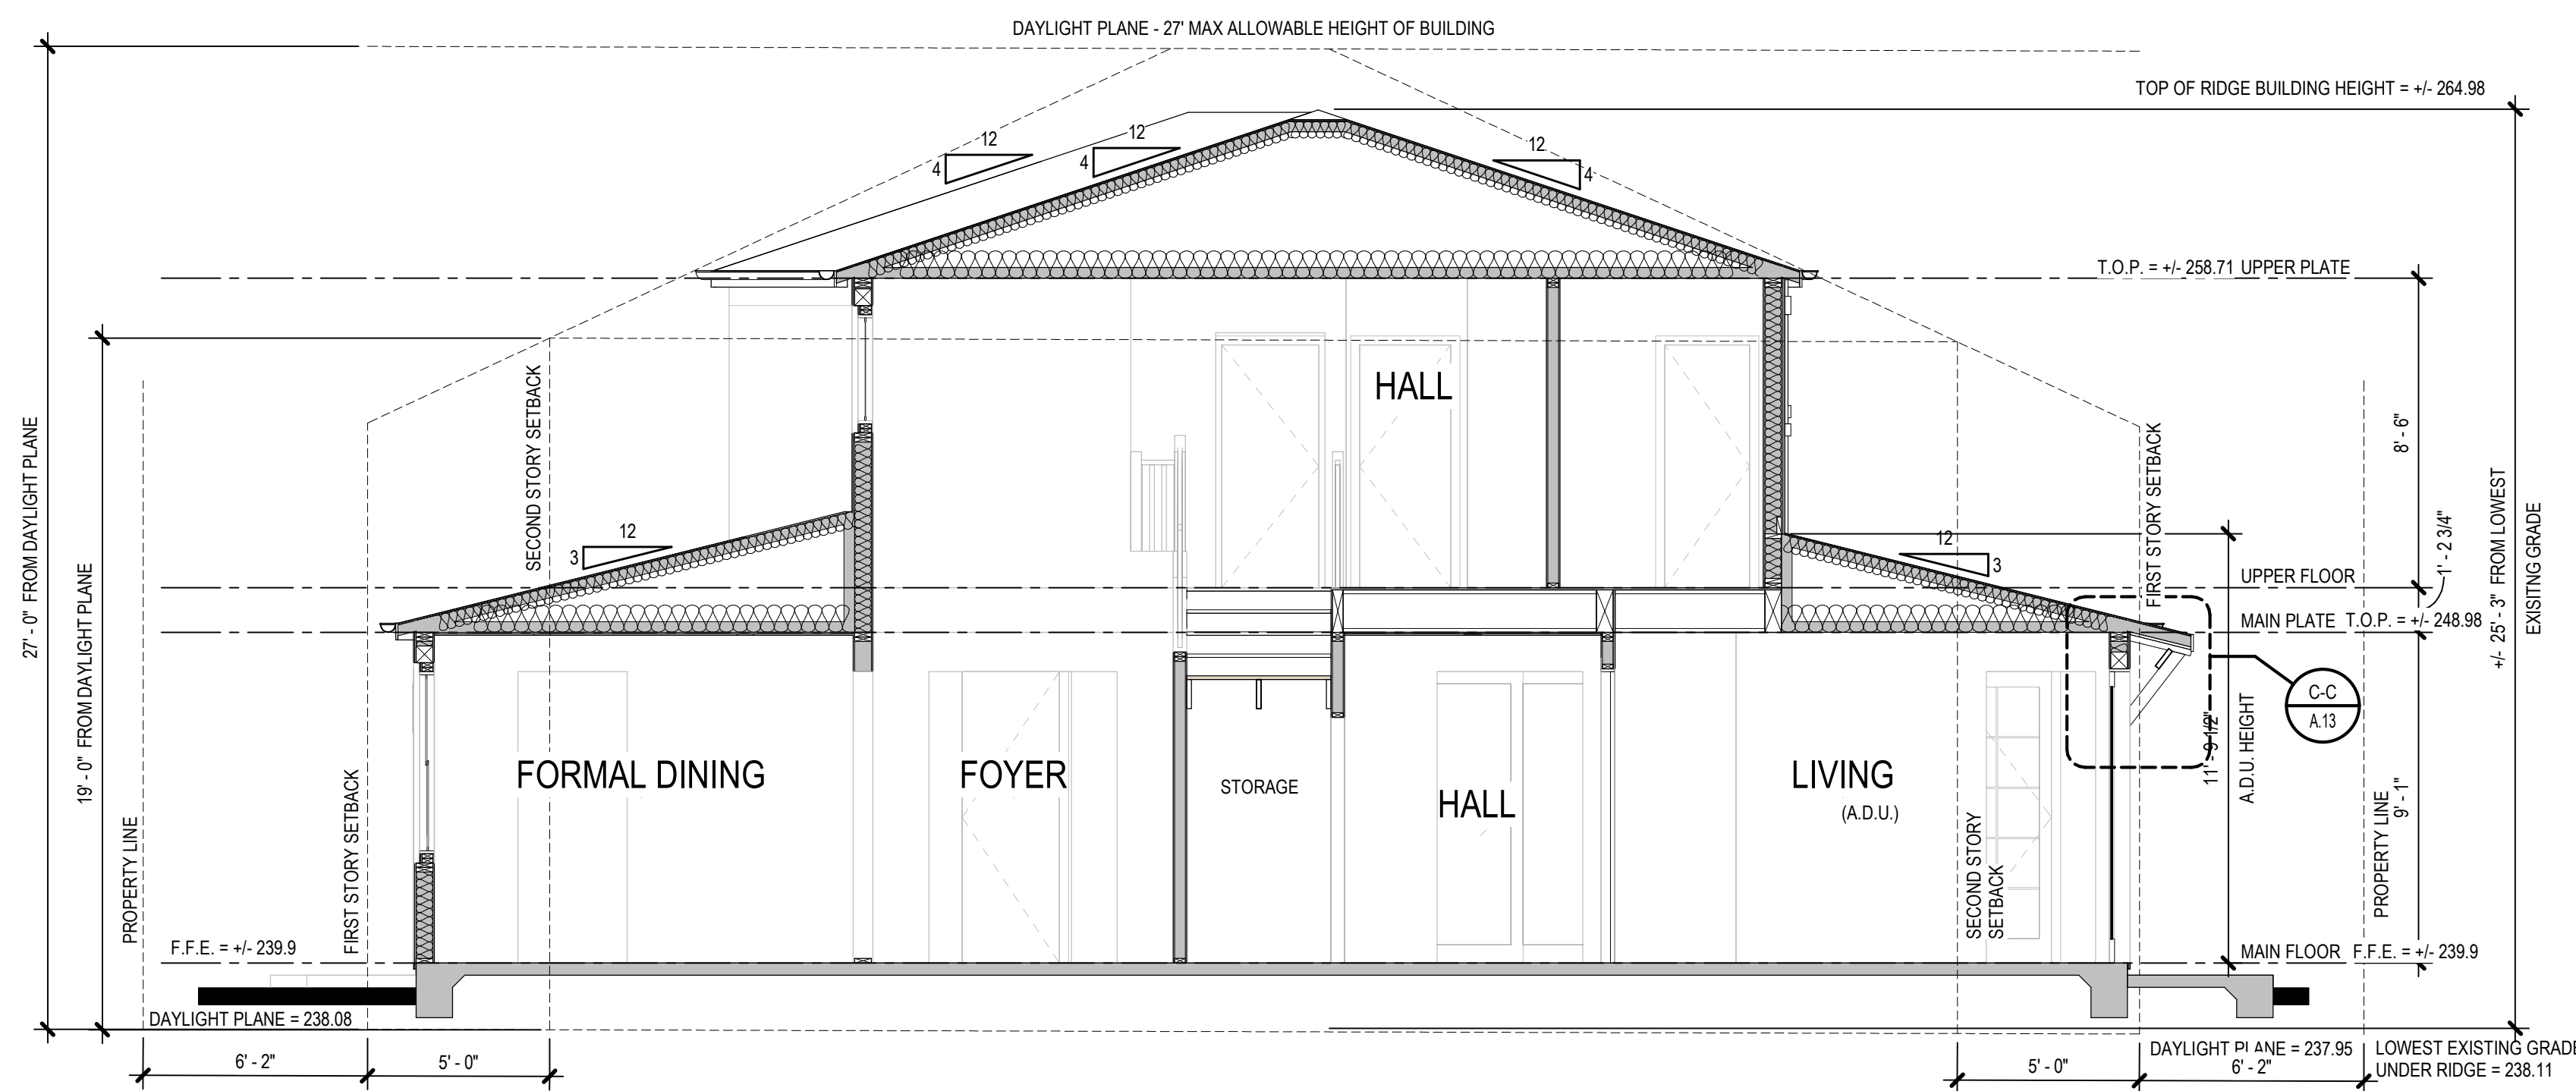 DAYLIGHT PLANE - 27' MAX ALLOWABLE HEIGHT OF BUILDING
TOP OF RIDGE BUILDING HEIGHT = +/- 264.98
12
4
12
4
12
4
T.O.P. = +/- 258.71 UPPER PLATE
27' - 0" FROM DAYLIGHT PLANE
19' - 0" FROM DAYLIGHT PLANE
PROPERTY LINE
FIRST STORY SETBACK
SECOND STORY SETBACK
HALL
8' - 6"
FIRST STORY SETBACK
1' - 2 3/4"
+/- 25' - 3" FROM LOWEST
EXISITING GRADE
12
3
12
3
UPPER FLOOR
MAIN PLATE T.O.P. = +/- 248.98
C-C
A.13
11' - 9 1/2"
A.D.U. HEIGHT
FORMAL DINING
FOYER
STORAGE
HALL
LIVING
(A.D.U.)
SECOND STORY
SETBACK
PROPERTY LINE
9' - 1"
F.F.E. = +/- 239.9
MAIN FLOOR F.F.E. = +/- 239.9
DAYLIGHT PLANE = 238.08
6' - 2"
5' - 0"
5' - 0"
DAYLIGHT PLANE = 237.95
6' - 2"
LOWEST EXISTING GRADE
UNDER RIDGE = 238.11